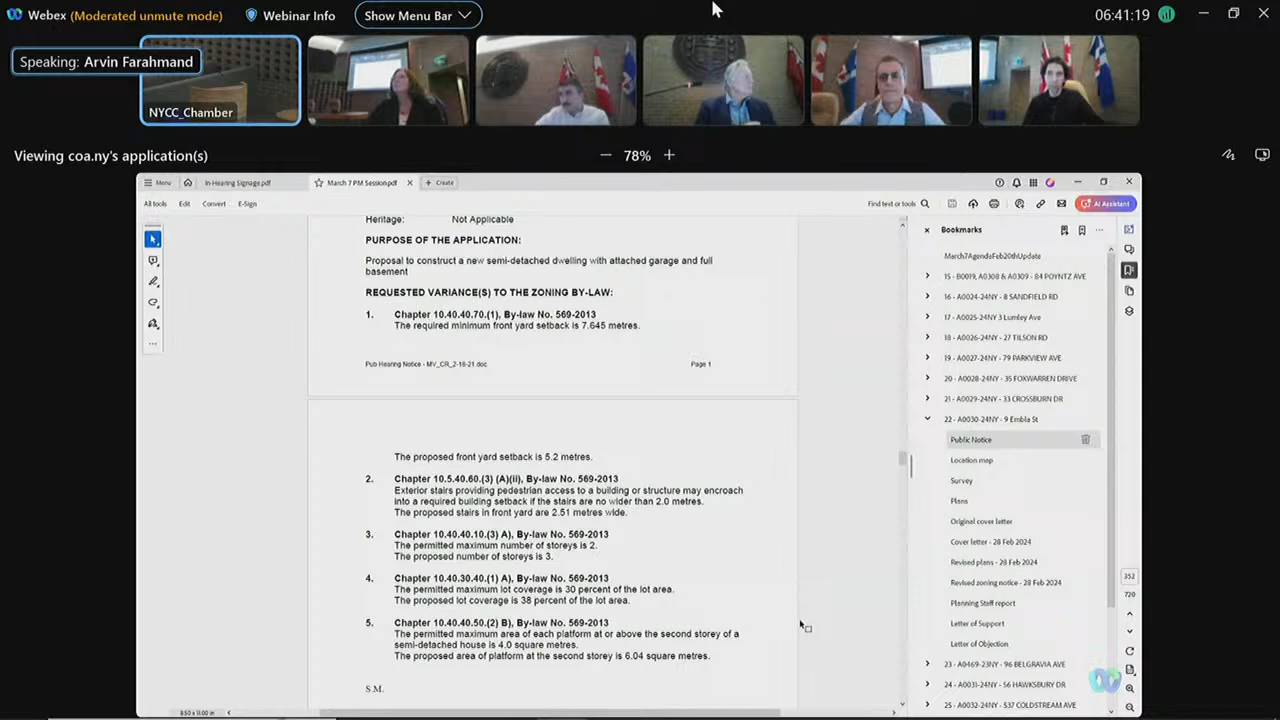 Webex (Moderated unmute mode) Webinar Info Show Menu Bar 06:41:19
Speaking: Arvin Farahmand
NYCC_Chamber
Viewing coa.ny's application(s) 78%
Menu In-Hearing Signage.pdf March 7 PM Session.pdf Create
All tools Edit Convert E-Sign Find text or tools AI Assistant
Heritage: Not Applicable
PURPOSE OF THE APPLICATION:
Proposal to construct a new semi-detached dwelling with attached garage and full
basement
REQUESTED VARIANCE(S) TO THE ZONING BY-LAW:
1. Chapter 10.40.40.70.(1), By-law No. 569-2013
The required minimum front yard setback is 7.645 metres.
Pub Hearing Notice - MV_CR_2-18-21.doc Page 1
The proposed front yard setback is 5.2 metres.
2. Chapter 10.5.40.60.(3) (A)(ii), By-law No. 569-2013
Exterior stairs providing pedestrian access to a building or structure may encroach
into a required building setback if the stairs are no wider than 2.0 metres.
The proposed stairs in front yard are 2.51 metres wide.
3. Chapter 10.40.40.10.(3) A), By-law No. 569-2013
The permitted maximum number of storeys is 2.
The proposed number of storeys is 3.
4. Chapter 10.40.30.40.(1) A), By-law No. 569-2013
The permitted maximum lot coverage is 30 percent of the lot area.
The proposed lot coverage is 38 percent of the lot area.
5. Chapter 10.40.40.50.(2) B), By-law No. 569-2013
The permitted maximum area of each platform at or above the second storey of a
semi-detached house is 4.0 square metres.
The proposed area of platform at the second storey is 6.04 square metres.
S.M.
8.50 x 11.00 in
Bookmarks
March7AgendaFeb20thUpdate
15 - B0019, A0308 & A0309 - 84 POYNTZ AVE
16 - A0024-24NY - 8 SANDFIELD RD
17 - A0025-24NY 3 Lumley Ave
18 - A0026-24NY - 27 TILSON RD
19 - A0027-24NY - 79 PARKVIEW AVE
20 - A0028-24NY - 35 FOXWARREN DRIVE
21 - A0029-24NY - 33 CROSSBURN DR
22 - A0030-24NY - 9 Embla St
Public Notice
Location map
Survey
Plans
Original cover letter
Cover letter - 28 Feb 2024
Revised plans - 28 Feb 2024
Revised zoning notice - 28 Feb 2024
Planning Staff report
Letter of Support
Letter of Objection
23 - A0469-23NY - 96 BELGRAVIA AVE
24 - A0031-24NY - 56 HAWKSBURY DR
25 - A0032-24NY - 537 COLDSTREAM AVE
352
720